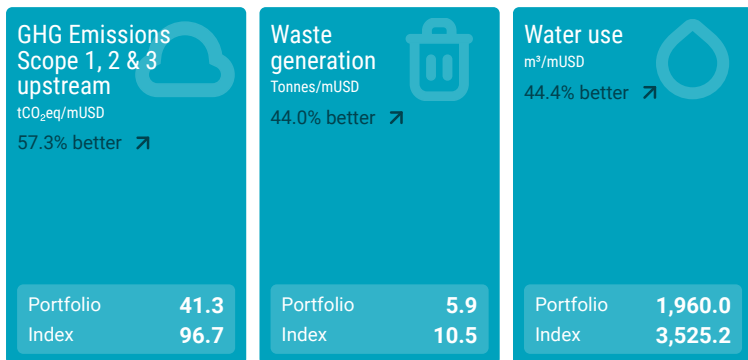 GHG Emissions
Scope 1, 2 & 3
upstream
tCO₂eq/mUSD
57.3% better
Portfolio 41.3
Index 96.7
Waste
generation
Tonnes/mUSD
44.0% better
Portfolio 5.9
Index 10.5
Water use
m³/mUSD
44.4% better
Portfolio 1,960.0
Index 3,525.2